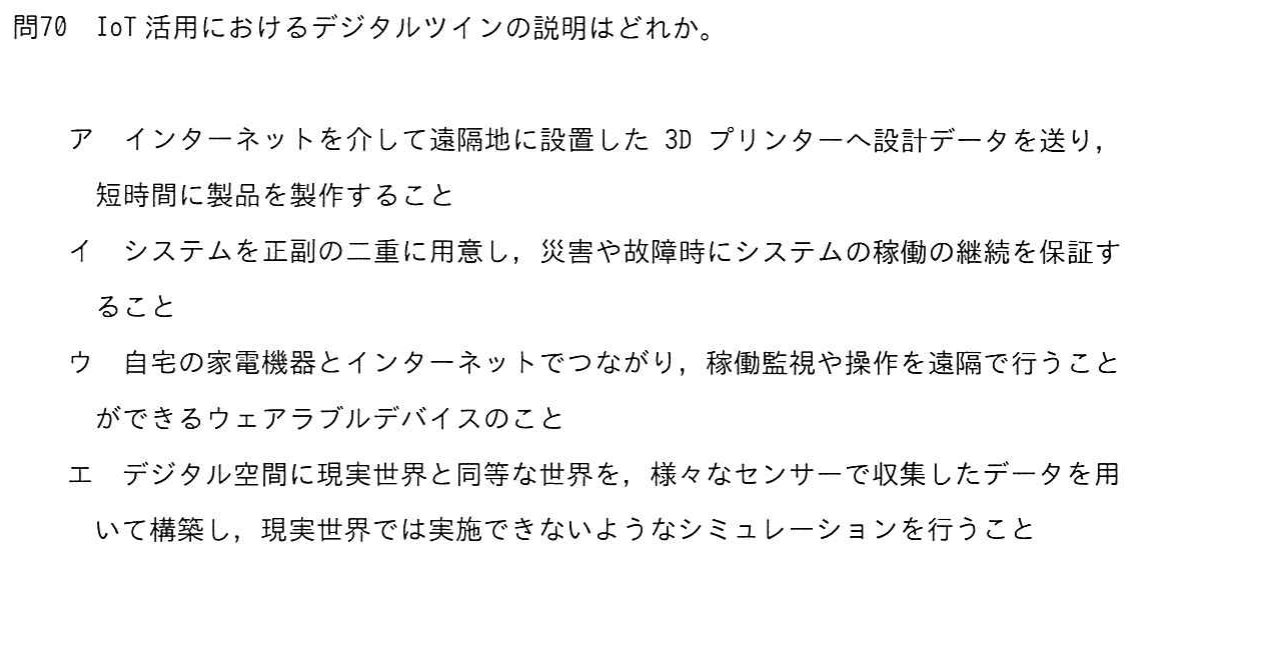 問70 IoT活用におけるデジタルツインの説明はどれか。
ア インターネットを介して遠隔地に設置した 3D プリンターへ設計データを送り，
短時間に製品を製作すること
イ システムを正副の二重に用意し，災害や故障時にシステムの稼働の継続を保証す
ること
ウ 自宅の家電機器とインターネットでつながり，稼働監視や操作を遠隔で行うこと
ができるウェアラブルデバイスのこと
エ デジタル空間に現実世界と同等な世界を，様々なセンサーで収集したデータを用
いて構築し，現実世界では実施できないようなシミュレーションを行うこと